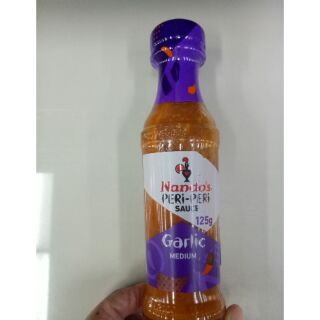 Nando's
PERi-PERi
SAUCE
125g
Garlic
MEDIUM